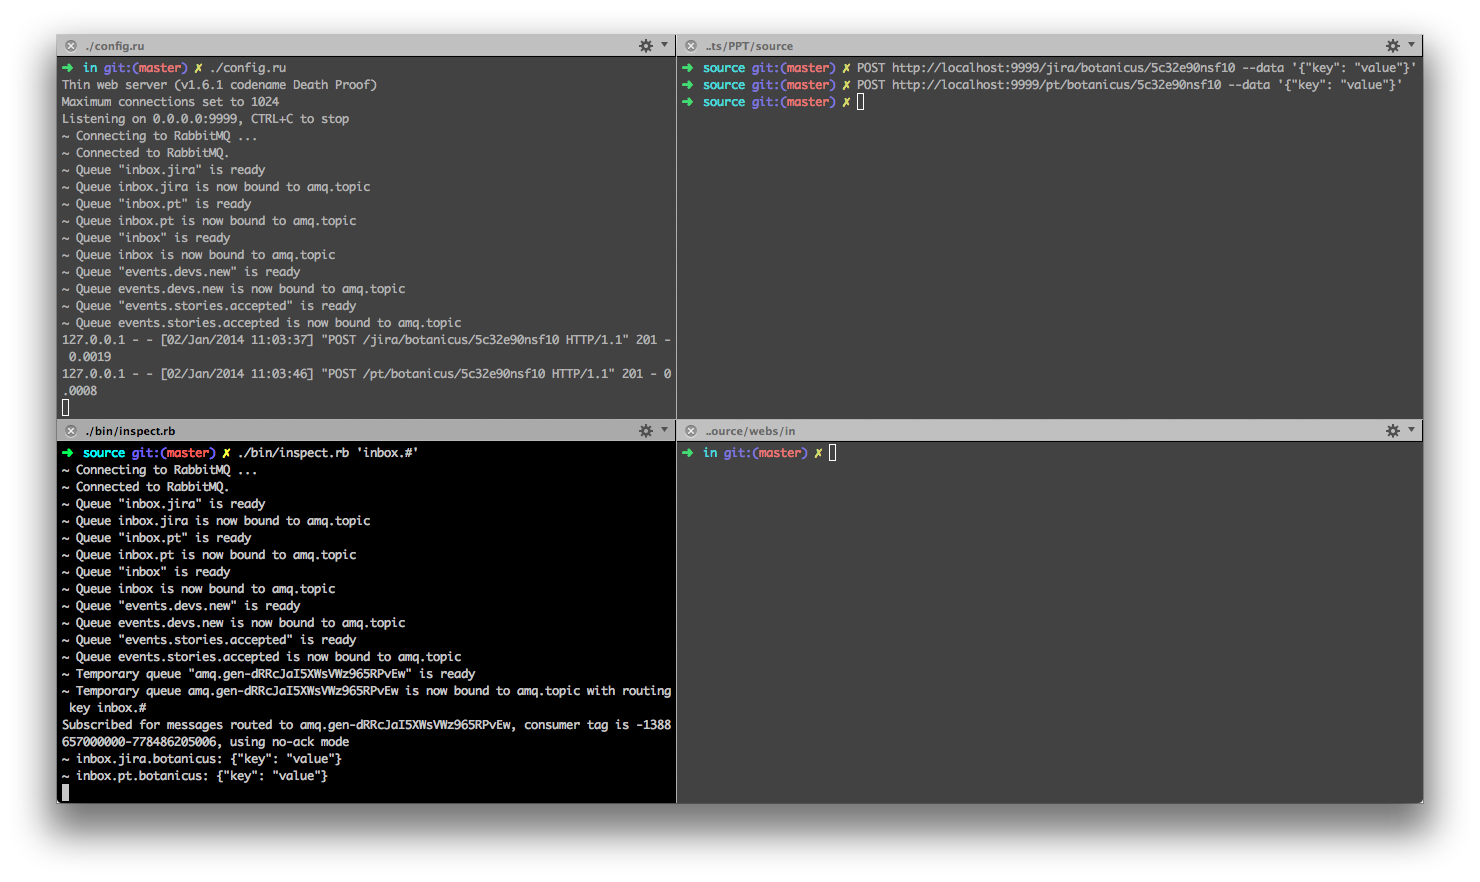 ./config.ru
➜ in git:(master) ✗ ./config.ru
Thin web server (v1.6.1 codename Death Proof)
Maximum connections set to 1024
Listening on 0.0.0.0:9999, CTRL+C to stop
~ Connecting to RabbitMQ ...
~ Connected to RabbitMQ.
~ Queue "inbox.jira" is ready
~ Queue inbox.jira is now bound to amq.topic
~ Queue "inbox.pt" is ready
~ Queue inbox.pt is now bound to amq.topic
~ Queue "inbox" is ready
~ Queue inbox is now bound to amq.topic
~ Queue "events.devs.new" is ready
~ Queue events.devs.new is now bound to amq.topic
~ Queue "events.stories.accepted" is ready
~ Queue events.stories.accepted is now bound to amq.topic
127.0.0.1 - - [02/Jan/2014 11:03:37] "POST /jira/botanicus/5c32e90nsf10 HTTP/1.1" 201 -
0.0019
127.0.0.1 - - [02/Jan/2014 11:03:46] "POST /pt/botanicus/5c32e90nsf10 HTTP/1.1" 201 - 0
.0008
..ts/PPT/source
➜ source git:(master) ✗ POST http://localhost:9999/jira/botanicus/5c32e90nsf10 --data '{"key": "value"}'
➜ source git:(master) ✗ POST http://localhost:9999/pt/botanicus/5c32e90nsf10 --data '{"key": "value"}'
➜ source git:(master) ✗
./bin/inspect.rb
➜ source git:(master) ✗ ./bin/inspect.rb 'inbox.#'
~ Connecting to RabbitMQ ...
~ Connected to RabbitMQ.
~ Queue "inbox.jira" is ready
~ Queue inbox.jira is now bound to amq.topic
~ Queue "inbox.pt" is ready
~ Queue inbox.pt is now bound to amq.topic
~ Queue "inbox" is ready
~ Queue inbox is now bound to amq.topic
~ Queue "events.devs.new" is ready
~ Queue events.devs.new is now bound to amq.topic
~ Queue "events.stories.accepted" is ready
~ Queue events.stories.accepted is now bound to amq.topic
~ Temporary queue "amq.gen-dRRcJaI5XWsVWz965RPvEw" is ready
~ Temporary queue amq.gen-dRRcJaI5XWsVWz965RPvEw is now bound to amq.topic with routing
key inbox.#
Subscribed for messages routed to amq.gen-dRRcJaI5XWsVWz965RPvEw, consumer tag is -1388
657000000-778486205006, using no-ack mode
~ inbox.jira.botanicus: {"key": "value"}
~ inbox.pt.botanicus: {"key": "value"}
..ource/webs/in
➜ in git:(master) ✗